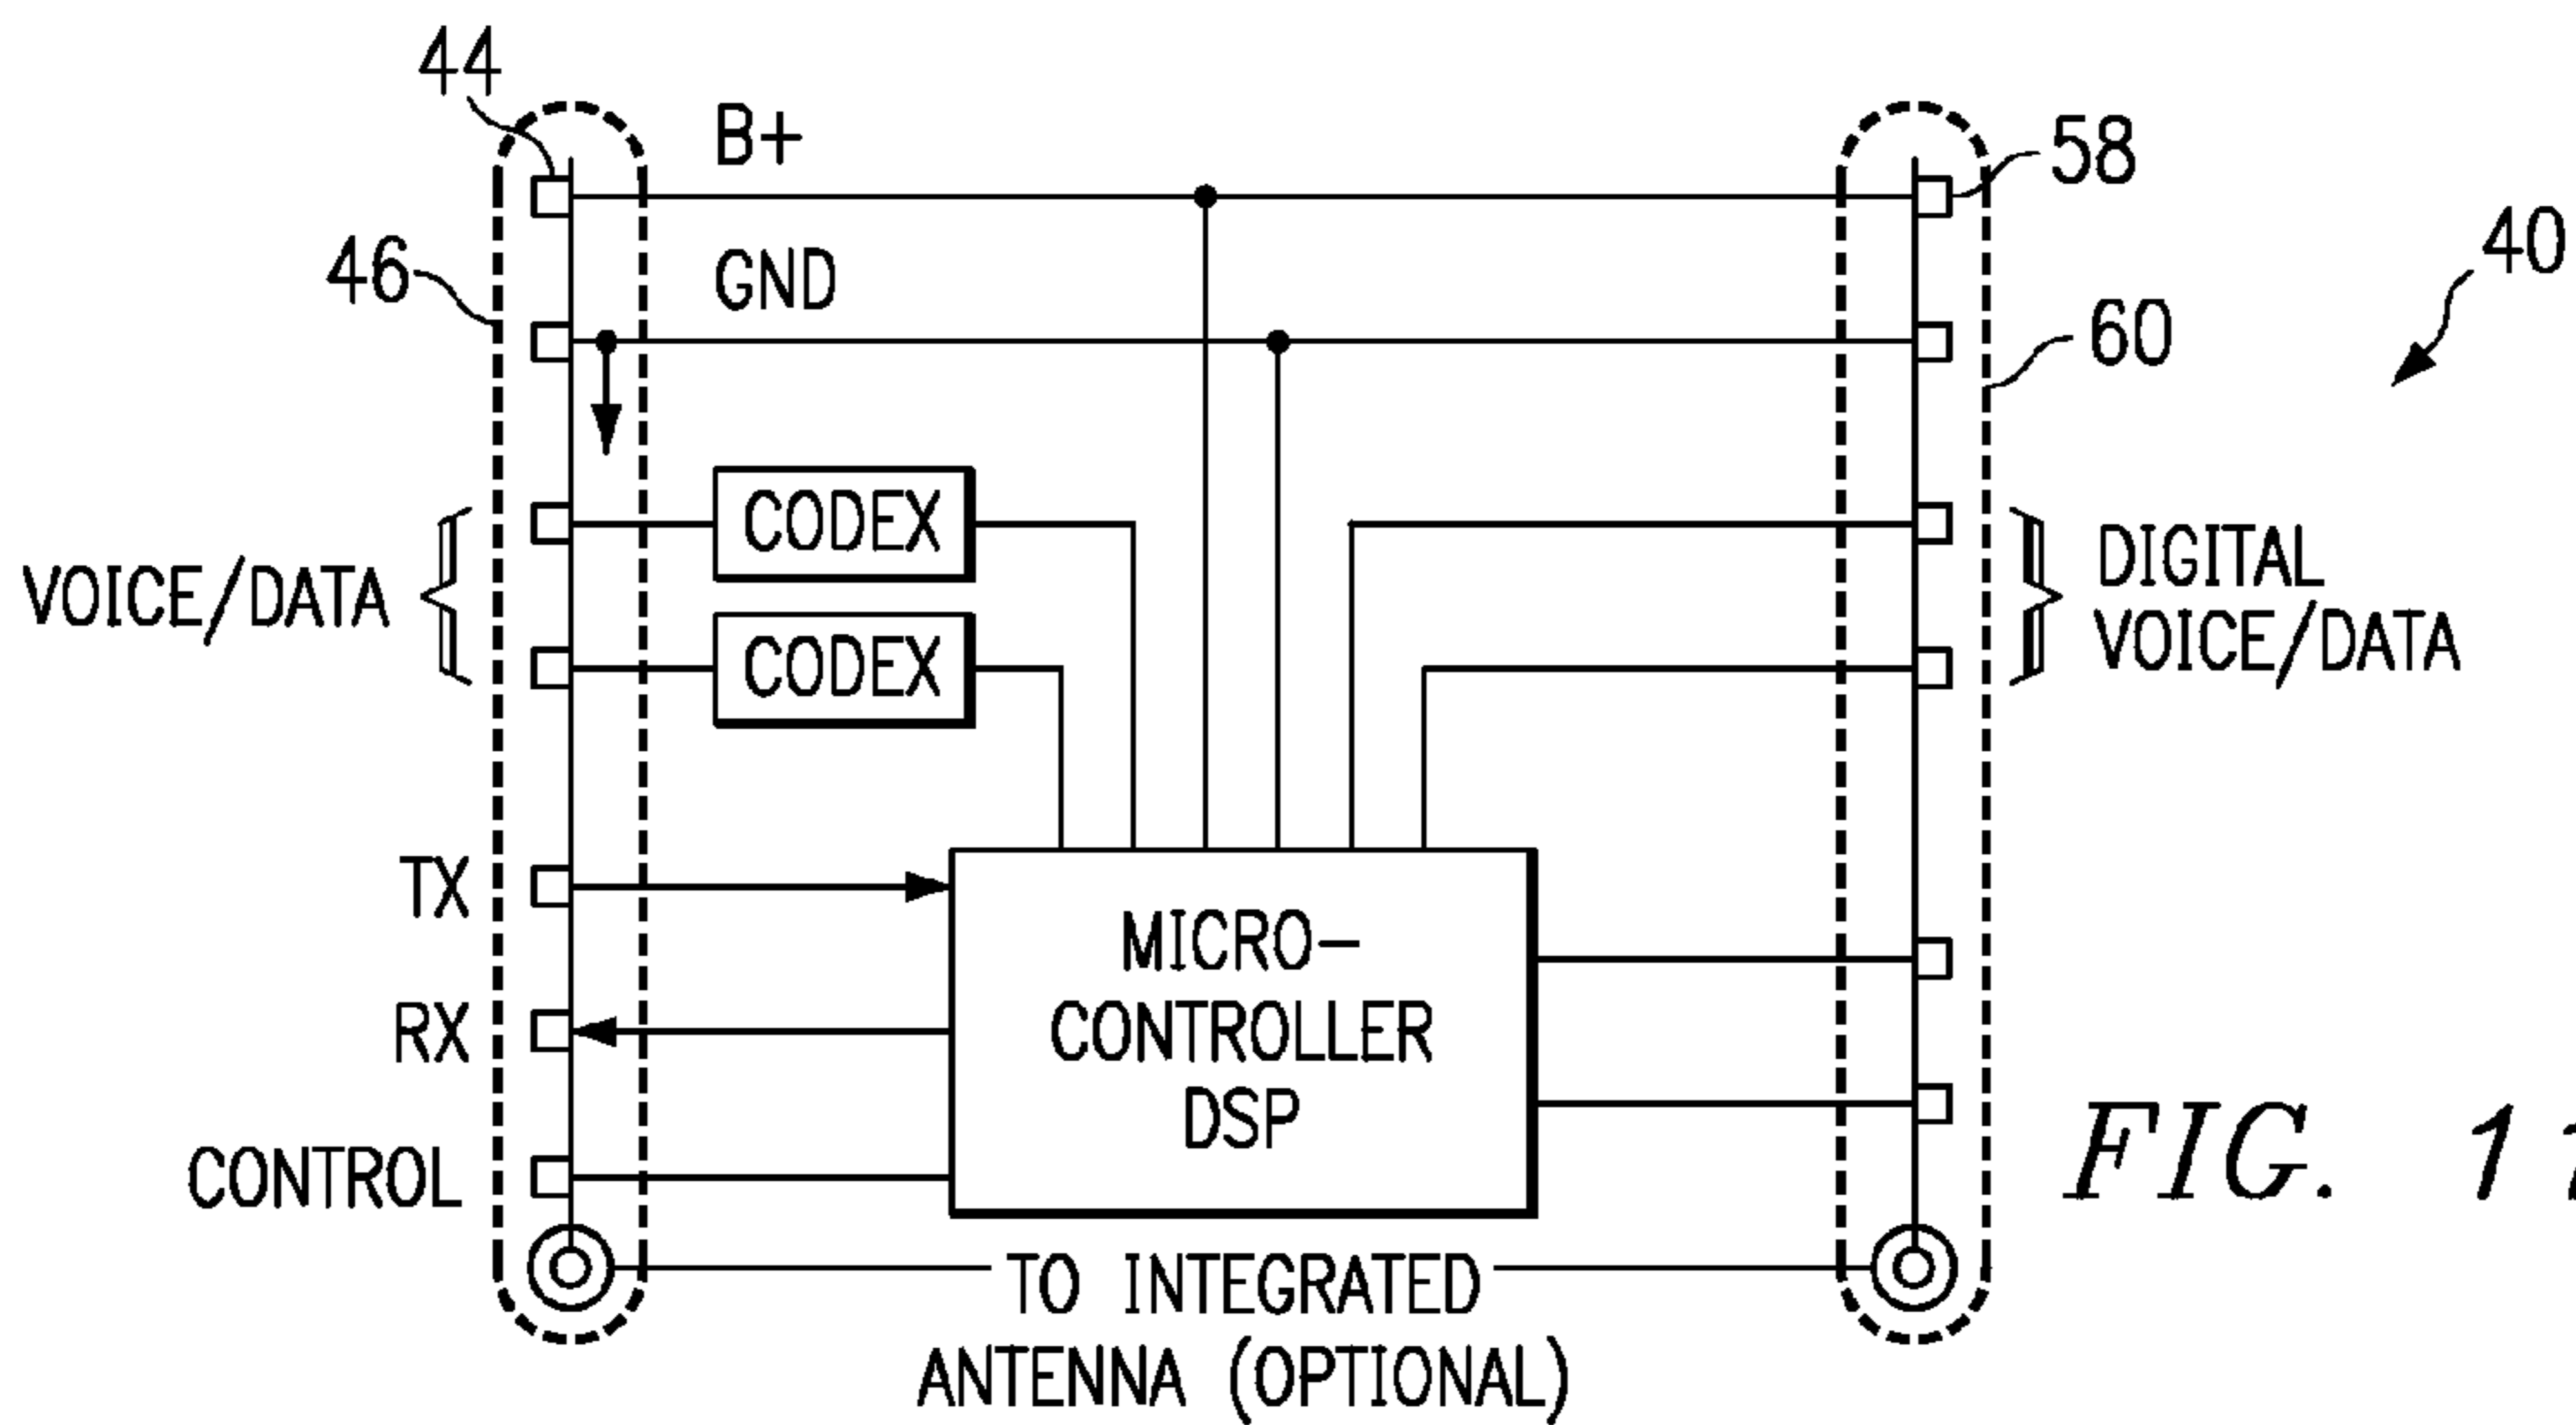 44
B+
58
46
GND
40
60
CODEX
VOICE/DATA
CODEX
DIGITAL
VOICE/DATA
TX
RX
CONTROL
MICRO-
CONTROLLER
DSP
TO INTEGRATED
ANTENNA (OPTIONAL)
FIG.